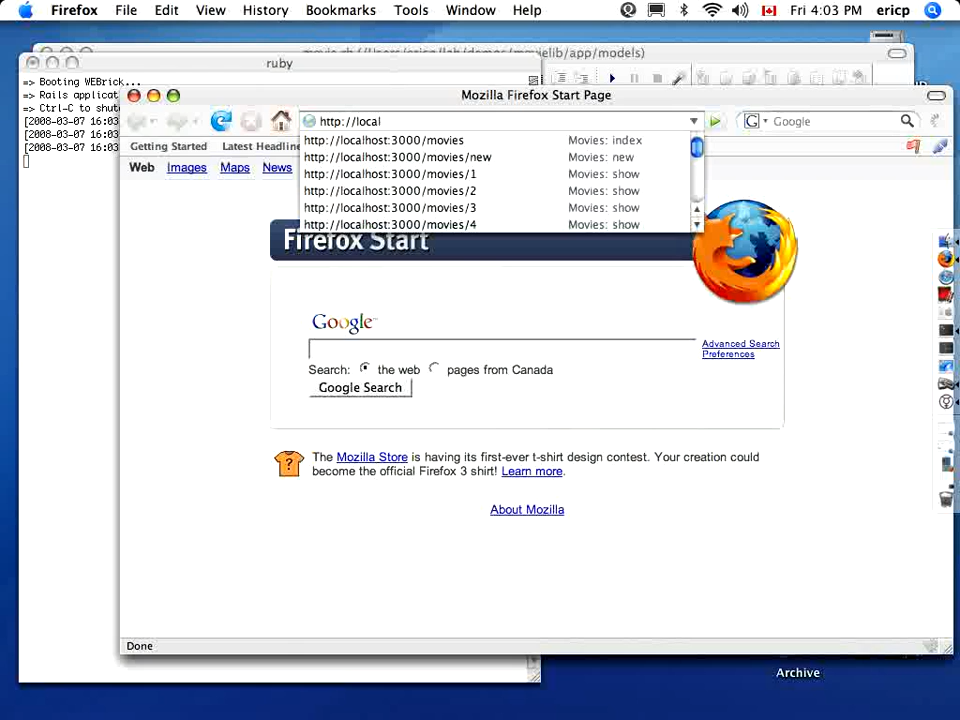 Firefox File Edit View History Bookmarks Tools Window Help Fri 4:03 PM ericp
ruby
=> Booting WEBrick...
=> Rails applicat
=> Ctrl-C to shut
[2008-03-07 16:03
[2008-03-07 16:03
[2008-03-07 16:03
Mozilla Firefox Start Page
http://local
G Google
http://localhost:3000/movies Movies: index
http://localhost:3000/movies/new Movies: new
http://localhost:3000/movies/1 Movies: show
http://localhost:3000/movies/2 Movies: show
http://localhost:3000/movies/3 Movies: show
http://localhost:3000/movies/4 Movies: show
Getting Started Latest Headline
Web Images Maps News
Firefox Start
Google
Advanced Search
Preferences
Search: the web pages from Canada
Google Search
The Mozilla Store is having its first-ever t-shirt design contest. Your creation could
become the official Firefox 3 shirt! Learn more.
About Mozilla
Done
Archive